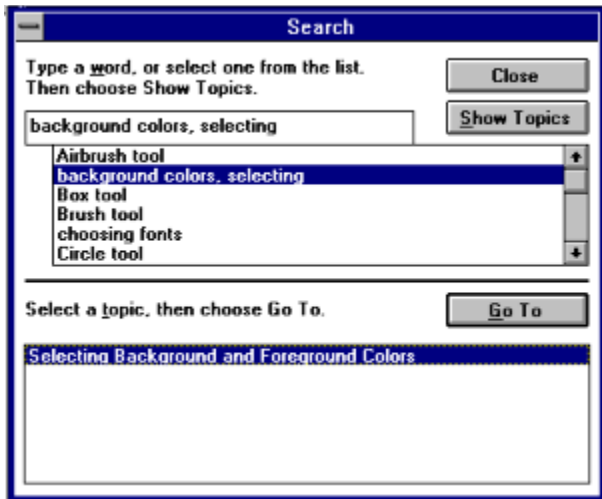 Search
Type a word, or select one from the list.
Then choose Show Topics.
Close
Show Topics
background colors, selecting
Airbrush tool
background colors, selecting
Box tool
Brush tool
choosing fonts
Circle tool
Select a topic, then choose Go To.
Go To
Selecting Background and Foreground Colors